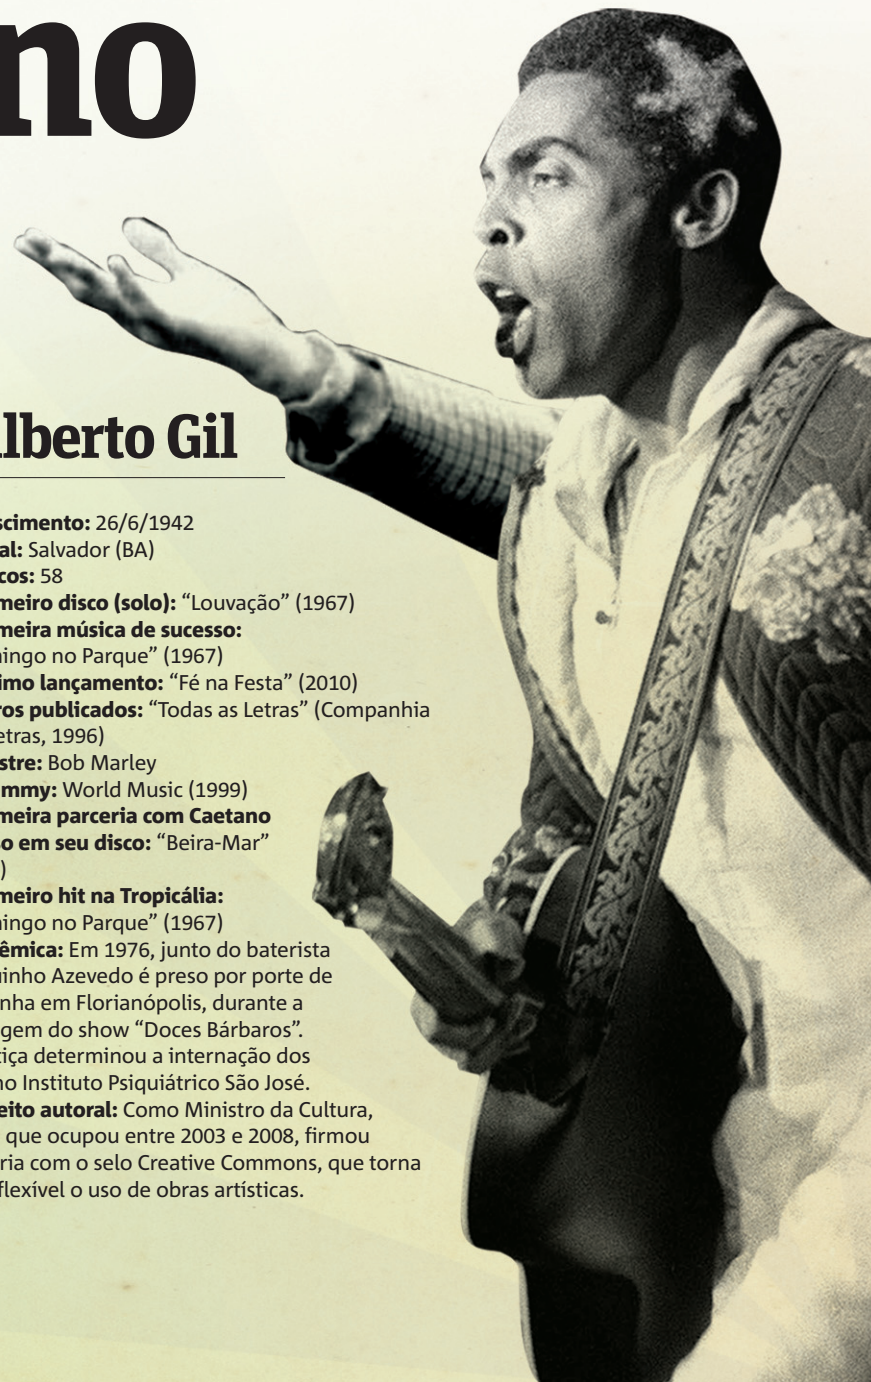 no
lberto Gil
scimento: 26/6/1942
al: Salvador (BA)
cos: 58
meiro disco (solo): “Louvação” (1967)
meira música de sucesso:
ingo no Parque” (1967)
imo lançamento: “Fé na Festa” (2010)
ros publicados: “Todas as Letras” (Companhia
etras, 1996)
stre: Bob Marley
ammy: World Music (1999)
meira parceria com Caetano
so em seu disco: “Beira-Mar”
)
meiro hit na Tropicália:
ingo no Parque” (1967)
êmica: Em 1976, junto do baterista
uinho Azevedo é preso por porte de
nha em Florianópolis, durante a
gem do show “Doces Bárbaros”.
tiça determinou a internação dos
no Instituto Psiquiátrico São José.
eito autoral: Como Ministro da Cultura,
que ocupou entre 2003 e 2008, firmou
ria com o selo Creative Commons, que torna
flexível o uso de obras artísticas.